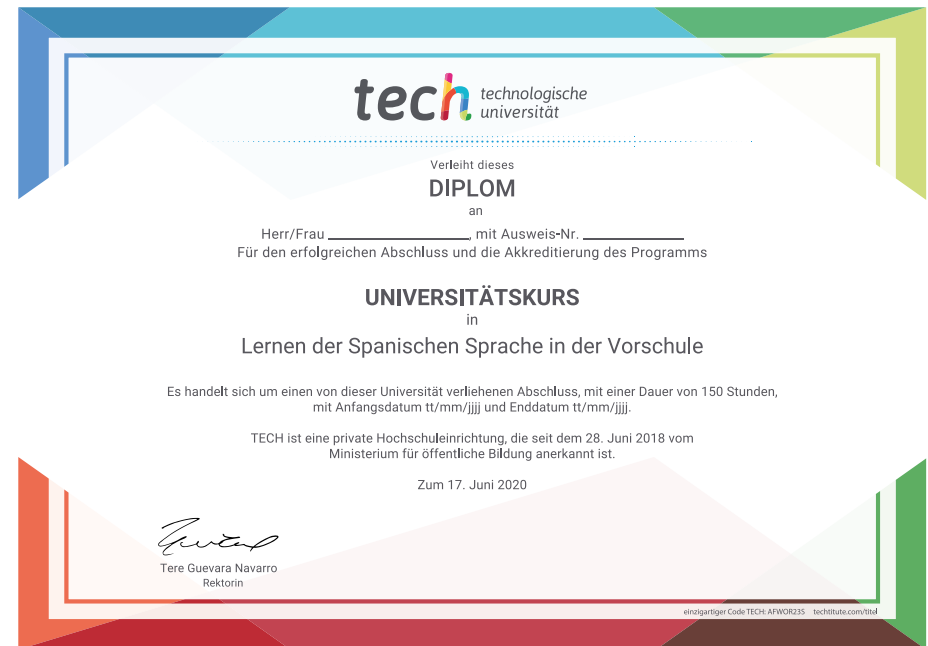 tech technologische
universität
Verleiht dieses
DIPLOM
an
Herr/Frau ____________________, mit Ausweis-Nr. ______________
Für den erfolgreichen Abschluss und die Akkreditierung des Programms
UNIVERSITÄTSKURS
in
Lernen der Spanischen Sprache in der Vorschule
Es handelt sich um einen von dieser Universität verliehenen Abschluss, mit einer Dauer von 150 Stunden,
mit Anfangsdatum tt/mm/jjjj und Enddatum tt/mm/jjjj.
TECH ist eine private Hochschuleinrichtung, die seit dem 28. Juni 2018 vom
Ministerium für öffentliche Bildung anerkannt ist.
Zum 17. Juni 2020
Tere Guevara Navarro
Rektorin
einzigartiger Code TECH: AFWOR235 techtitute.com/titel